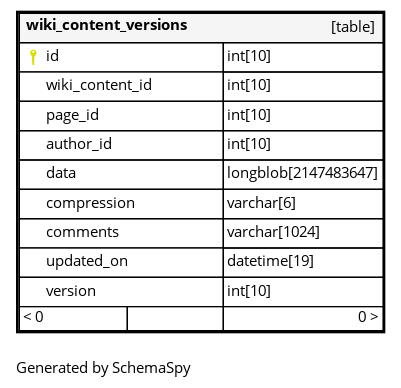 wiki_content_versions [table]
id int[10]
wiki_content_id int[10]
page_id int[10]
author_id int[10]
data longblob[2147483647]
compression varchar[6]
comments varchar[1024]
updated_on datetime[19]
version int[10]
< 0 0 >
Generated by SchemaSpy